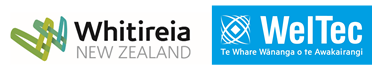 Whitireia
NEW ZEALAND
WelTec
Te Whare Wānanga o te Awakairangi